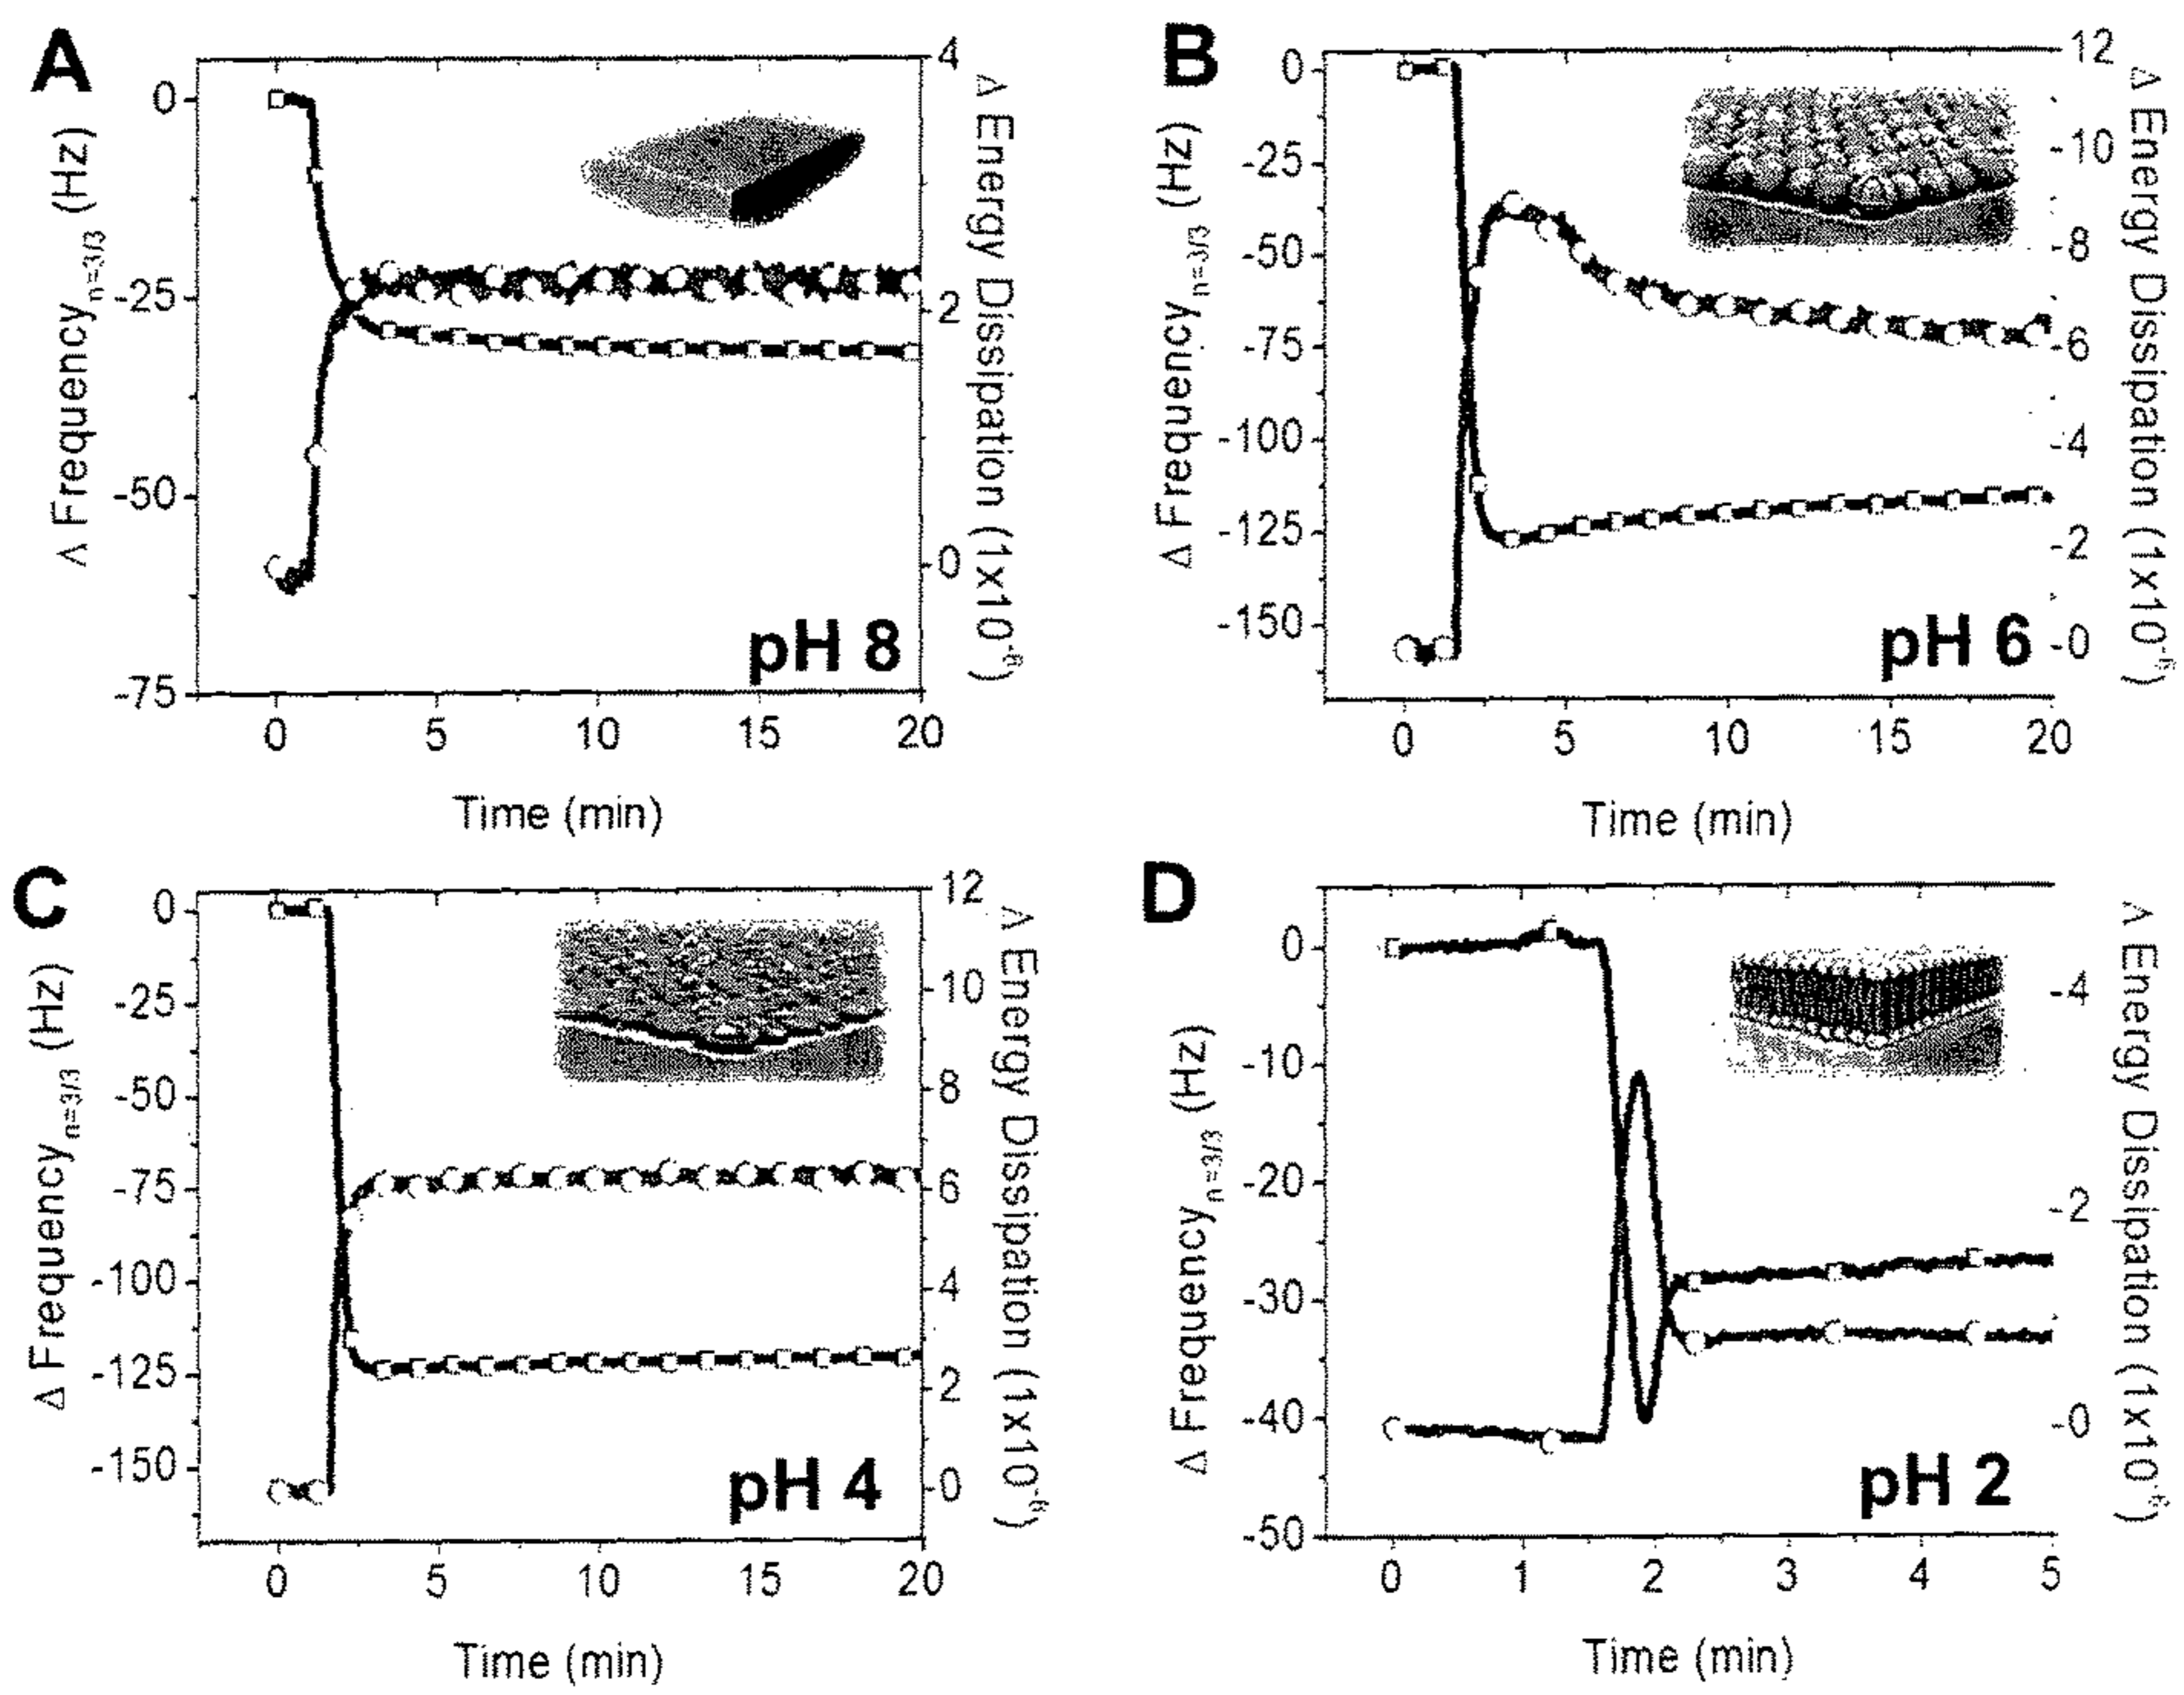 A
Δ Frequency n=3/3 (Hz)
0
-25
-50
-75
4
2
0
Δ Energy Dissipation (1x10⁻⁶)
pH 8
0 5 10 15 20
Time (min)
B
Δ Frequency n=3/3 (Hz)
0
-25
-50
-75
-100
-125
-150
12
10
8
6
4
2
0
Δ Energy Dissipation (1x10⁻⁶)
pH 6
0 5 10 15 20
Time (min)
C
Δ Frequency n=3/3 (Hz)
0
-25
-50
-75
-100
-125
-150
12
10
8
6
4
2
0
Δ Energy Dissipation (1x10⁻⁶)
pH 4
0 5 10 15 20
Time (min)
D
Δ Frequency n=3/3 (Hz)
0
-10
-20
-30
-40
-50
4
2
0
Δ Energy Dissipation (1x10⁻⁶)
pH 2
0 1 2 3 4 5
Time (min)